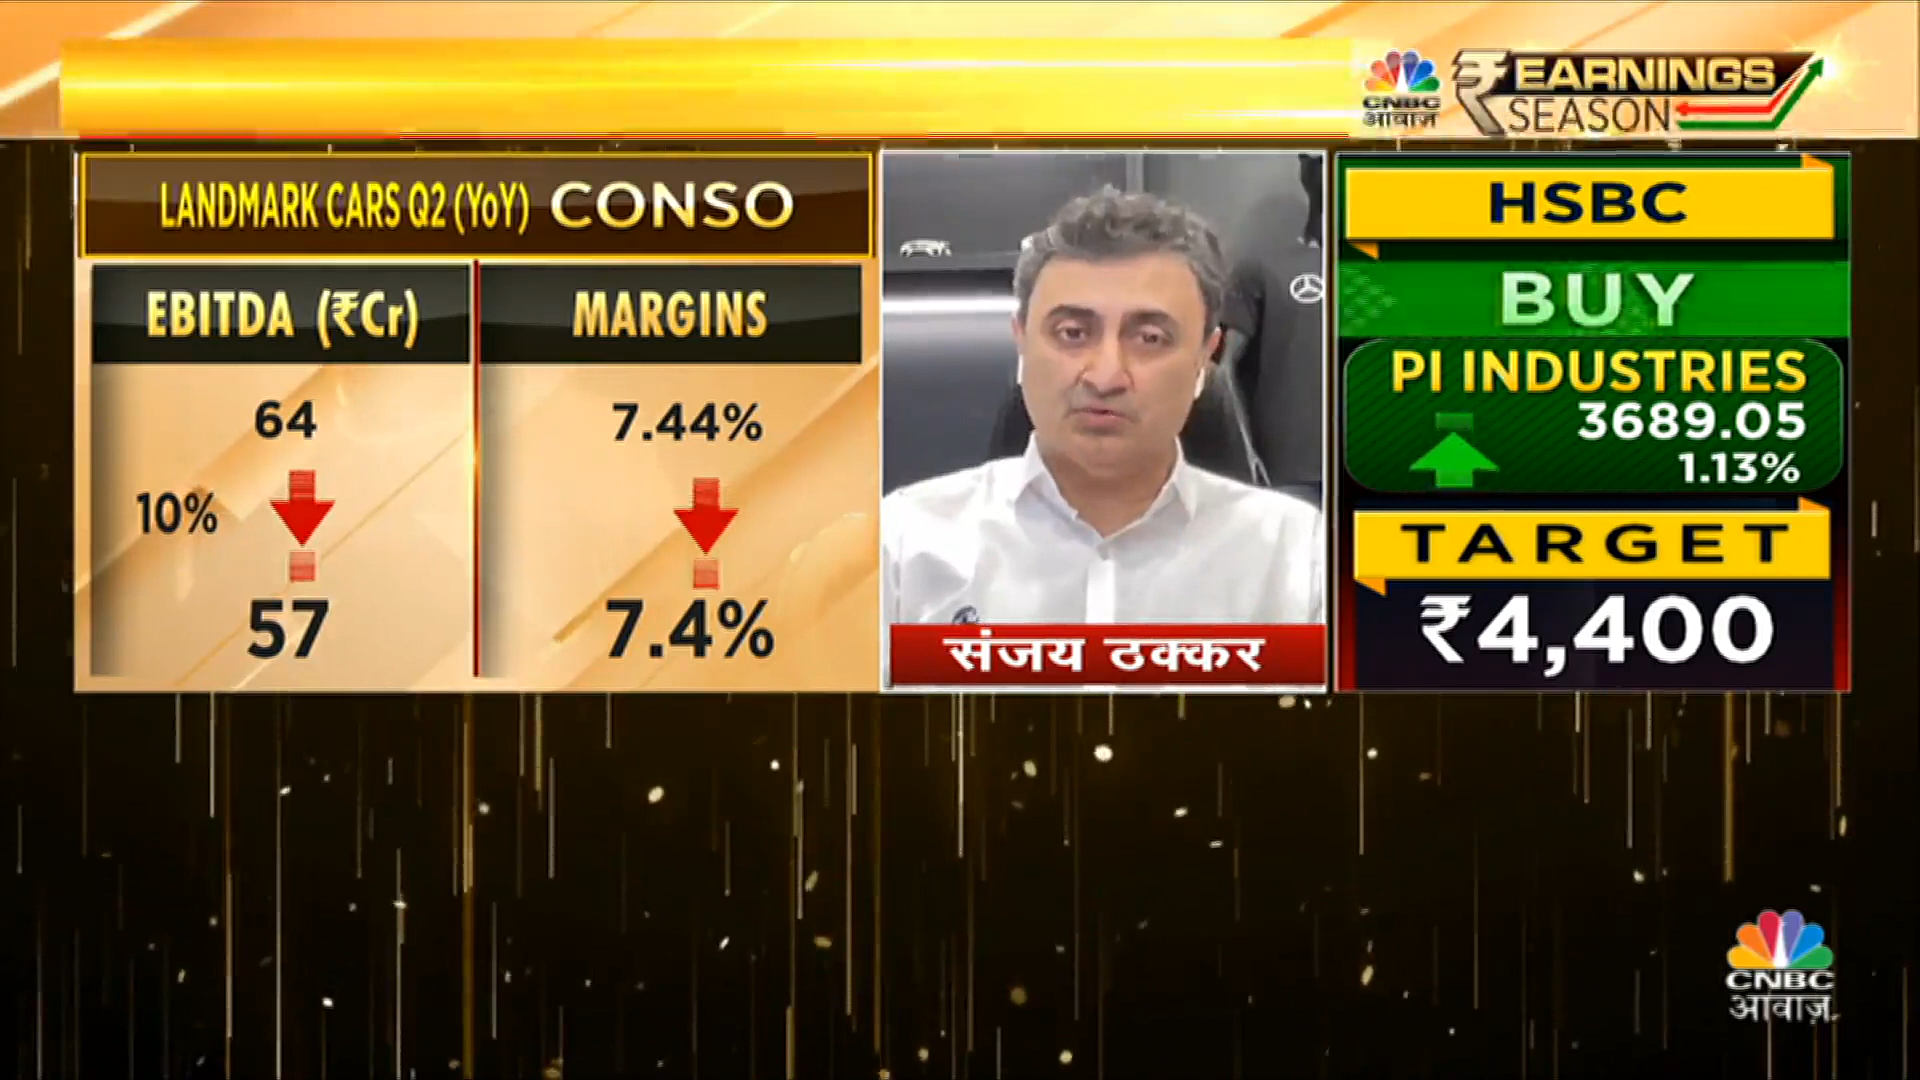 CNBC
आवाज़
₹ EARNINGS
SEASON
LANDMARK CARS Q2 (YoY) CONSO
EBITDA (₹Cr)
MARGINS
64
7.44%
10%
57
7.4%
संजय ठक्कर
HSBC
BUY
PI INDUSTRIES
3689.05
1.13%
TARGET
₹4,400
CNBC
आवाज़